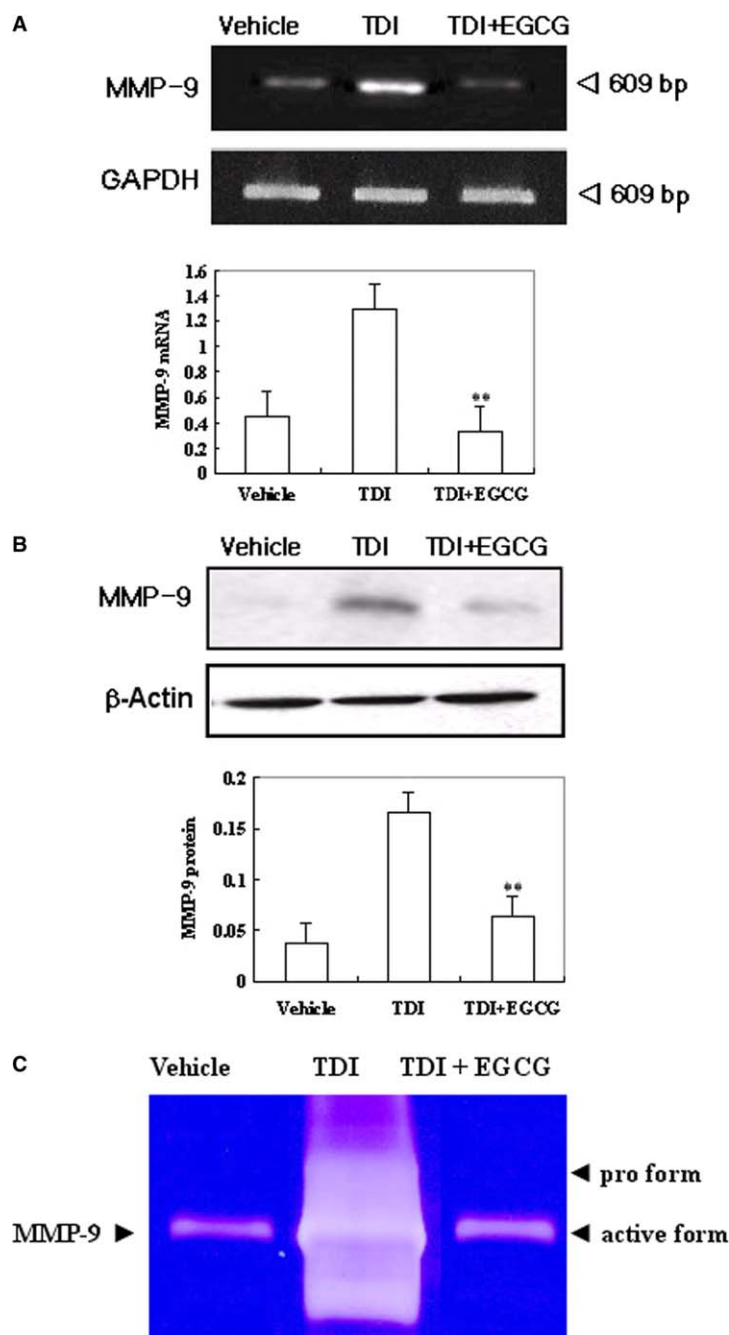 A
Vehicle TDI TDI+EGCG
MMP-9 609 bp
GAPDH 609 bp
1.6
1.4
1.2
1
0.8
0.6
0.4
0.2
0
MMP-9 mRNA
**
Vehicle TDI TDI+EGCG
B
Vehicle TDI TDI+EGCG
MMP-9
β-Actin
0.2
0.15
0.1
0.05
0
MMP-9 protein
**
Vehicle TDI TDI+EGCG
C
Vehicle TDI TDI + EGCG
pro form
MMP-9 active form